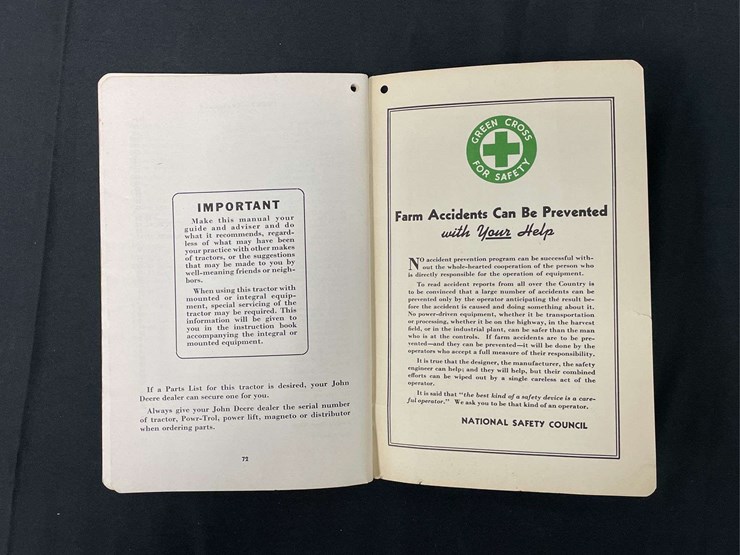 IMPORTANT
Make this manual your
guide and adviser and do
what it recommends, regard-
less of what may have been
your practice with other makes
of tractors, or the suggestions
that may be made to you by
well-meaning friends or neigh-
bors.
When using this tractor with
mounted or integral equip-
ment, special servicing of the
tractor may be required. This
information will be given to
you in the instruction book
accompanying the integral or
mounted equipment.
If a Parts List for this tractor is desired, your John
Deere dealer can secure one for you.
Always give your John Deere dealer the serial number
of tractor, Powr-Trol, power lift, magneto or distributor
when ordering parts.
72
GREEN CROSS
FOR SAFETY
Farm Accidents Can Be Prevented
with Your Help
NO accident prevention program can be successful with-
out the whole-hearted cooperation of the person who
is directly responsible for the operation of equipment.
To read accident reports from all over the Country is
to be convinced that a large number of accidents can be
prevented only by the operator anticipating the result be-
fore the accident is caused and doing something about it.
No power-driven equipment, whether it be transportation
or processing, whether it be on the highway, in the harvest
field, or in the industrial plant, can be safer than the man
who is at the controls. If farm accidents are to be pre-
vented—and they can be prevented—it will be done by the
operators who accept a full measure of their responsibility.
It is true that the designer, the manufacturer, the safety
engineer can help; and they will help, but their combined
efforts can be wiped out by a single careless act of the
operator.
It is said that "the best kind of a safety device is a care-
ful operator." We ask you to be that kind of an operator.
NATIONAL SAFETY COUNCIL